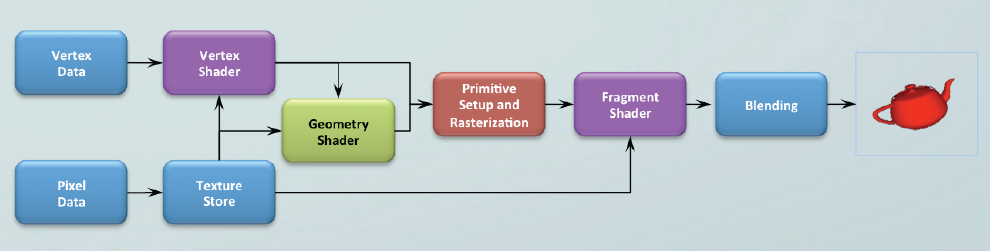 Vertex
Data
Vertex
Shader
Geometry
Shader
Primitive
Setup and
Rasterization
Fragment
Shader
Blending
Pixel
Data
Texture
Store